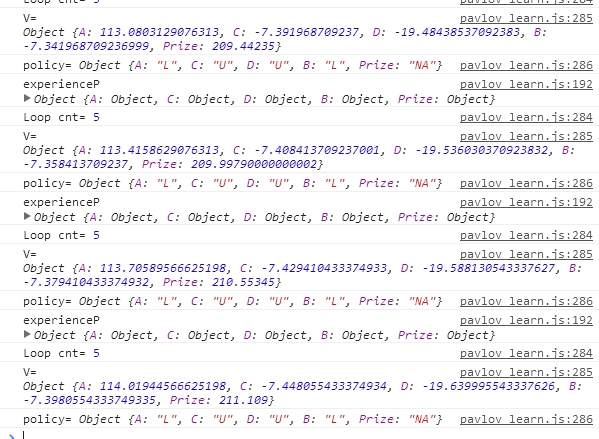 Loop cnt= 5 pavlov learn.js:284
V= pavlov learn.js:285
Object {A: 113.0803129076313, C: -7.391968709237, D: -19.48438537092383, B:
-7.341968709236999, Prize: 209.44235}
policy= Object {A: "L", C: "U", D: "U", B: "L", Prize: "NA"} pavlov learn.js:286
experienceP pavlov learn.js:192
Object {A: Object, C: Object, D: Object, B: Object, Prize: Object}
Loop cnt= 5 pavlov learn.js:284
V= pavlov learn.js:285
Object {A: 113.4158629076313, C: -7.408413709237001, D: -19.536030370923832, B:
-7.358413709237, Prize: 209.99790000000002}
policy= Object {A: "L", C: "U", D: "U", B: "L", Prize: "NA"} pavlov learn.js:286
experienceP pavlov learn.js:192
Object {A: Object, C: Object, D: Object, B: Object, Prize: Object}
Loop cnt= 5 pavlov learn.js:284
V= pavlov learn.js:285
Object {A: 113.70589566625198, C: -7.429410433374933, D: -19.588130543337627, B:
-7.379410433374932, Prize: 210.55345}
policy= Object {A: "L", C: "U", D: "U", B: "L", Prize: "NA"} pavlov learn.js:286
experienceP pavlov learn.js:192
Object {A: Object, C: Object, D: Object, B: Object, Prize: Object}
Loop cnt= 5 pavlov learn.js:284
V= pavlov learn.js:285
Object {A: 114.01944566625198, C: -7.448055433374934, D: -19.639995543337626, B:
-7.3980554333749335, Prize: 211.109}
policy= Object {A: "L", C: "U", D: "U", B: "L", Prize: "NA"} pavlov learn.js:286